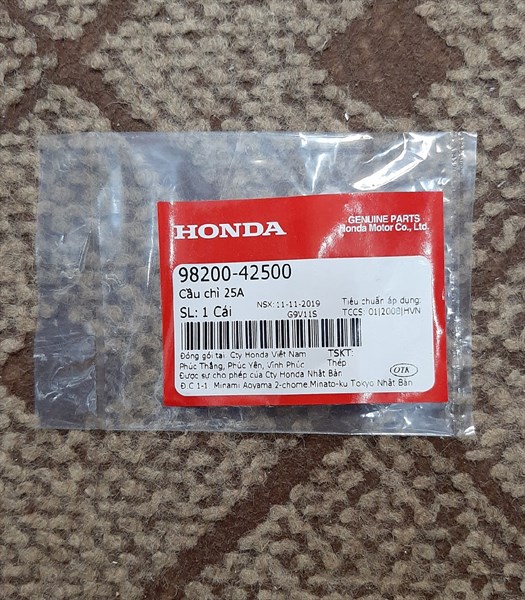 HONDA
GENUINE PARTS
Honda Motor Co., Ltd.
98200-42500
Cầu chì 25A
SL: 1 Cái
NSX: 11-11-2019
G9V11S
Tiêu chuẩn áp dụng:
TCCS: 01|2008|HVN
Đóng gói tại: Cty Honda Việt Nam
Phúc Thắng, Phúc Yên, Vĩnh Phúc
TSKT:
Thép
Được sự cho phép của Cty Honda Nhật Bản
Đ.C 1-1 Minami Aoyama 2-chome Minato-ku Tokyo Nhật Bản
OTK